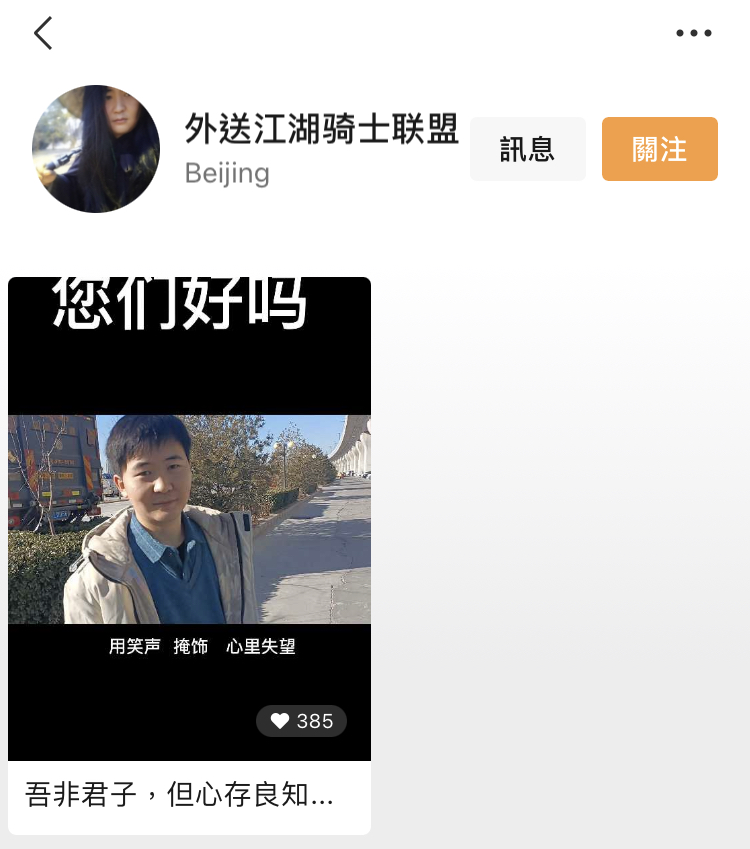 外送江湖骑士联盟
Beijing
訊息
關注
您们好吗
用笑声 掩饰 心里失望
385
吾非君子，但心存良知...